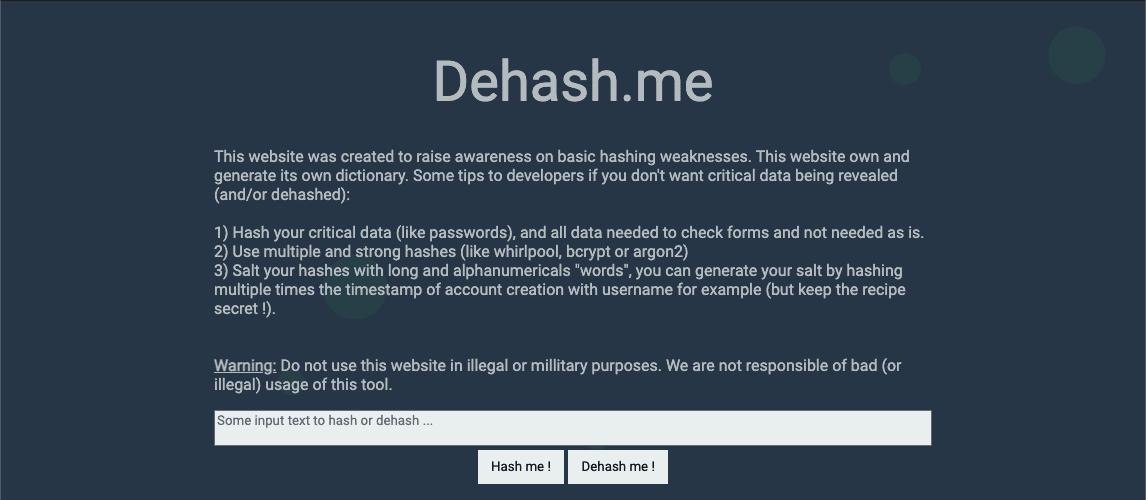 Dehash.me
This website was created to raise awareness on basic hashing weaknesses. This website own and
generate its own dictionary. Some tips to developers if you don't want critical data being revealed
(and/or dehashed):
1) Hash your critical data (like passwords), and all data needed to check forms and not needed as is.
2) Use multiple and strong hashes (like whirlpool, bcrypt or argon2)
3) Salt your hashes with long and alphanumericals "words", you can generate your salt by hashing
multiple times the timestamp of account creation with username for example (but keep the recipe
secret !).
Warning: Do not use this website in illegal or millitary purposes. We are not responsible of bad (or
illegal) usage of this tool.
Some input text to hash or dehash ...
Hash me ! Dehash me !